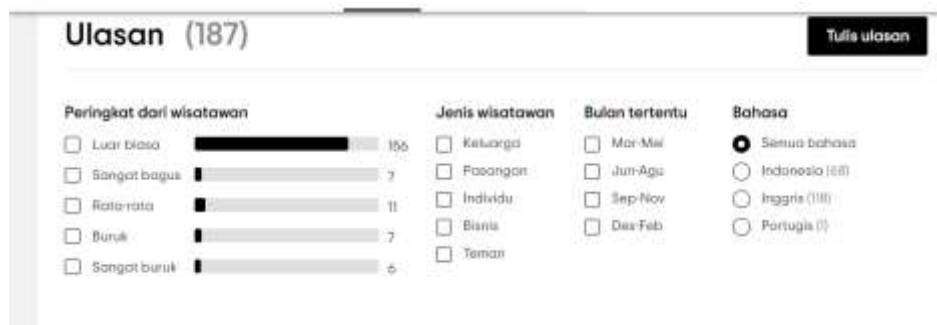 Ulasan (187)
Tulis ulasan
Peringkat dari wisatawan
Luar biasa 156
Sangat bagus 7
Rata-rata 11
Buruk 7
Sangat buruk 6
Jenis wisatawan
Keluarga
Pasangan
Individu
Bisnis
Teman
Bulan tertentu
Mar-Mei
Jun-Agu
Sep-Nov
Des-Feb
Bahasa
Semua bahasa
Indonesia (68)
Inggris (118)
Portugis (1)